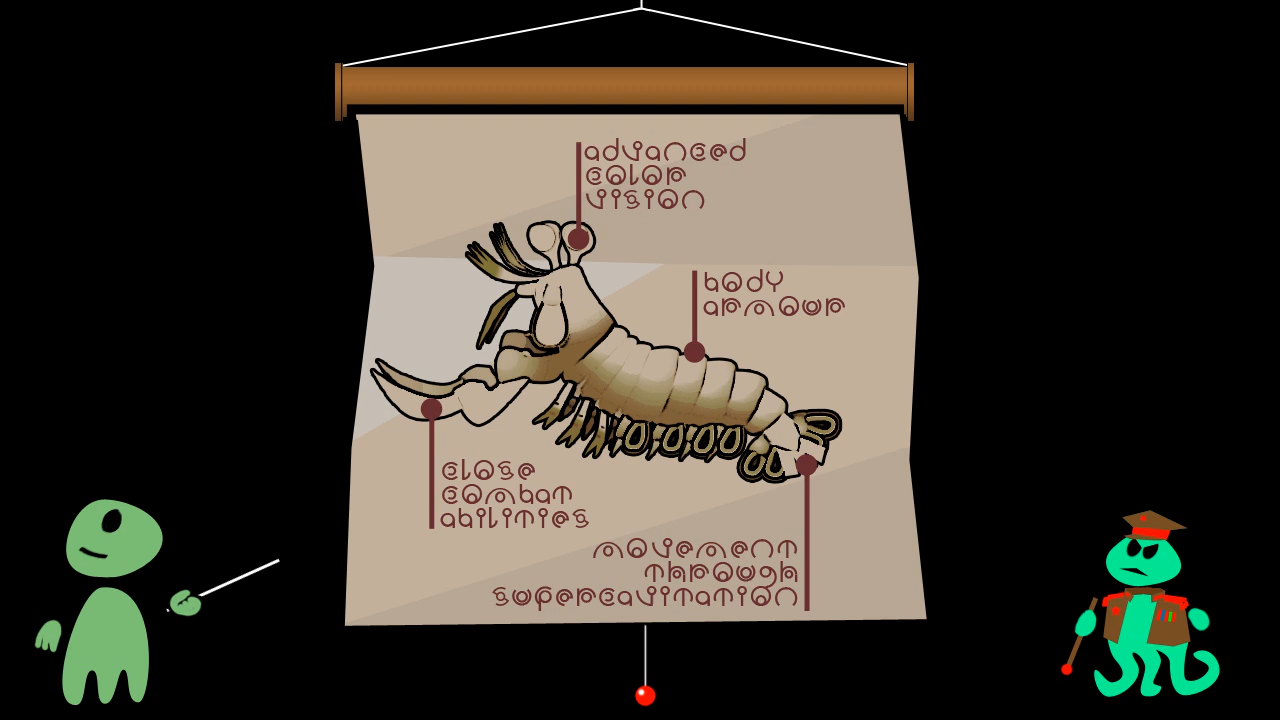 advanced
color
vision
body
armour
close
combat
abilities
movement
through
supercavitation